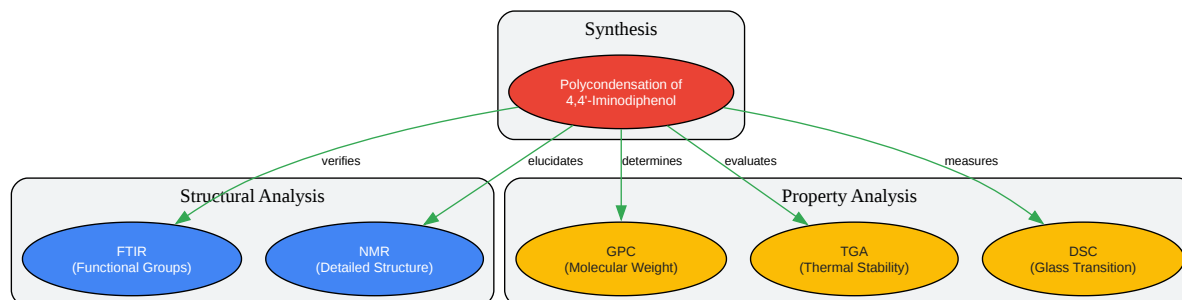 Synthesis
Polycondensation of
4,4'-Iminodiphenol
verifies
elucidates
determines
evaluates
measures
Structural Analysis
Property Analysis
FTIR
(Functional Groups)
NMR
(Detailed Structure)
GPC
(Molecular Weight)
TGA
(Thermal Stability)
DSC
(Glass Transition)